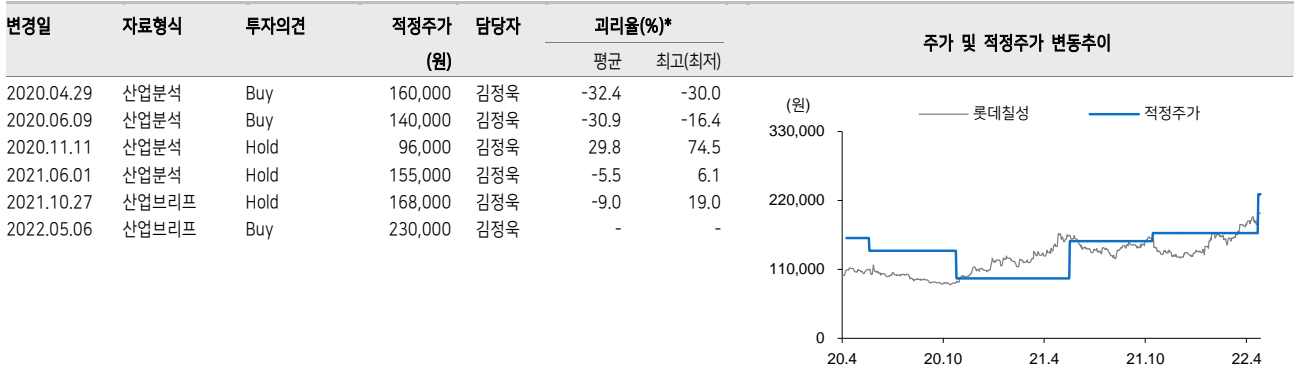 변경일 자료형식 투자의견 적정주가 담당자 괴리율(%)* 주가 및 적정주가 변동추이
(원) 평균 최고(최저)
2020.04.29 산업분석 Buy 160,000 김정욱 -32.4 -30.0
2020.06.09 산업분석 Buy 140,000 김정욱 -30.9 -16.4
2020.11.11 산업분석 Hold 96,000 김정욱 29.8 74.5
2021.06.01 산업분석 Hold 155,000 김정욱 -5.5 6.1
2021.10.27 산업브리프 Hold 168,000 김정욱 -9.0 19.0
2022.05.06 산업브리프 Buy 230,000 김정욱 - -
(원) 롯데칠성 적정주가
330,000
220,000
110,000
0
20.4 20.10 21.4 21.10 22.4